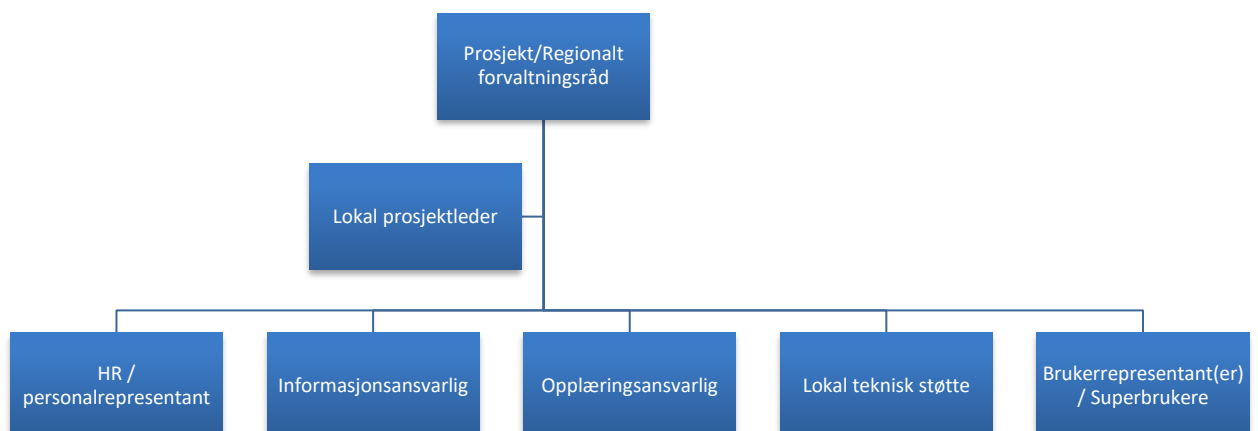 Prosjekt/Regionalt
forvaltningsråd
Lokal prosjektleder
HR /
personalrepresentant
Informasjonsansvarlig
Opplæringsansvarlig
Lokal teknisk støtte
Brukerrepresentant(er)
/ Superbrukere